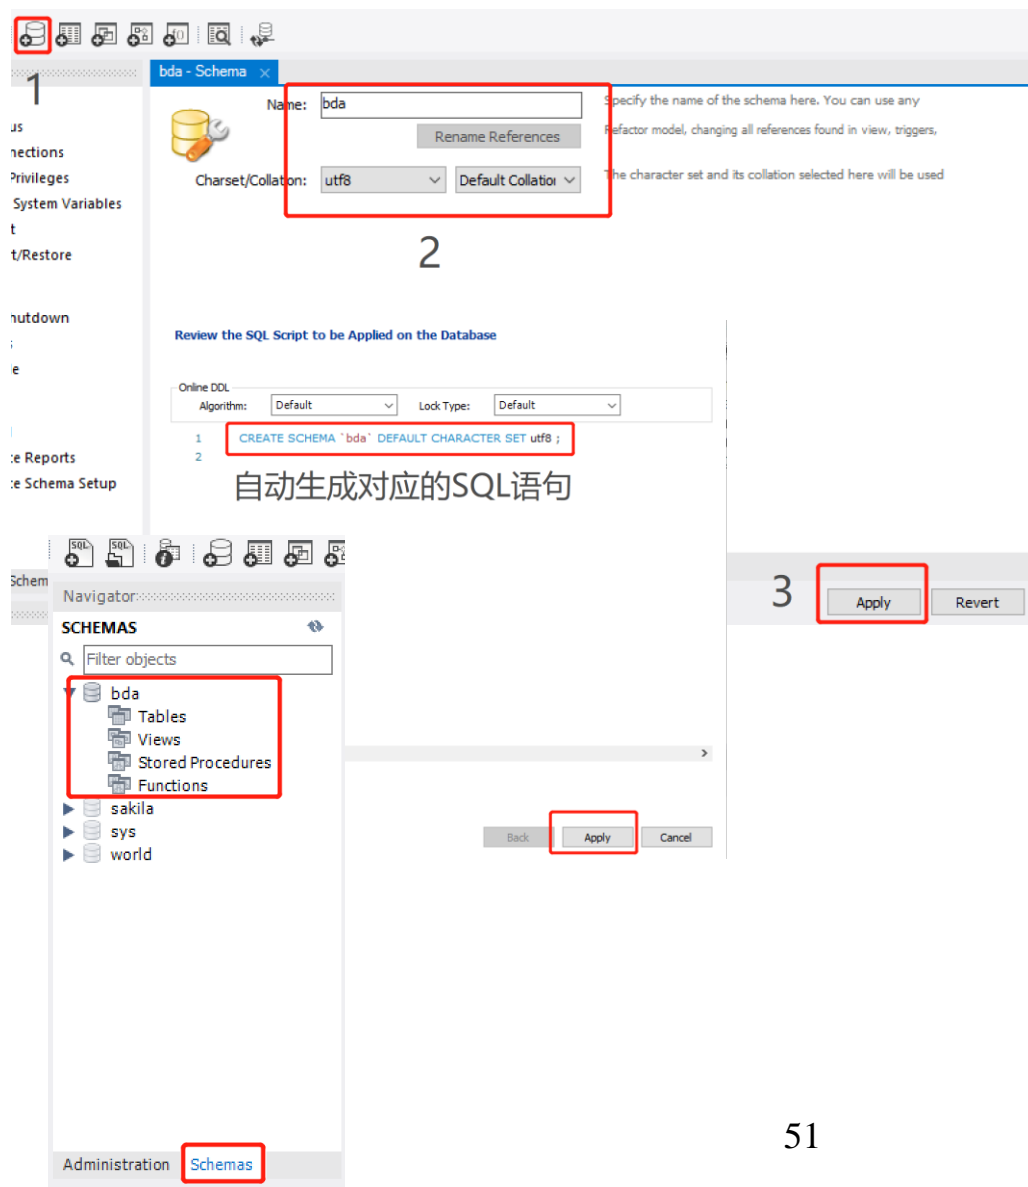 1
bda - Schema
Name: bda
Specify the name of the schema here. You can use any
Rename References
Refactor model, changing all references found in view, triggers,
Charset/Collation: utf8 Default Collation
The character set and its collation selected here will be used
2
us
nections
Privileges
System Variables
t
t/Restore
hutdown
Review the SQL Script to be Applied on the Database
Online DDL
Algorithm: Default Lock Type: Default
1 CREATE SCHEMA `bda` DEFAULT CHARACTER SET utf8 ;
2
自动生成对应的SQL语句
e
ce Reports
ce Schema Setup
Schem
SQL SQL
Navigator
SCHEMAS
Filter objects
bda
Tables
Views
Stored Procedures
Functions
sakila
sys
world
Administration Schemas
3
Apply Revert
Back Apply Cancel
51